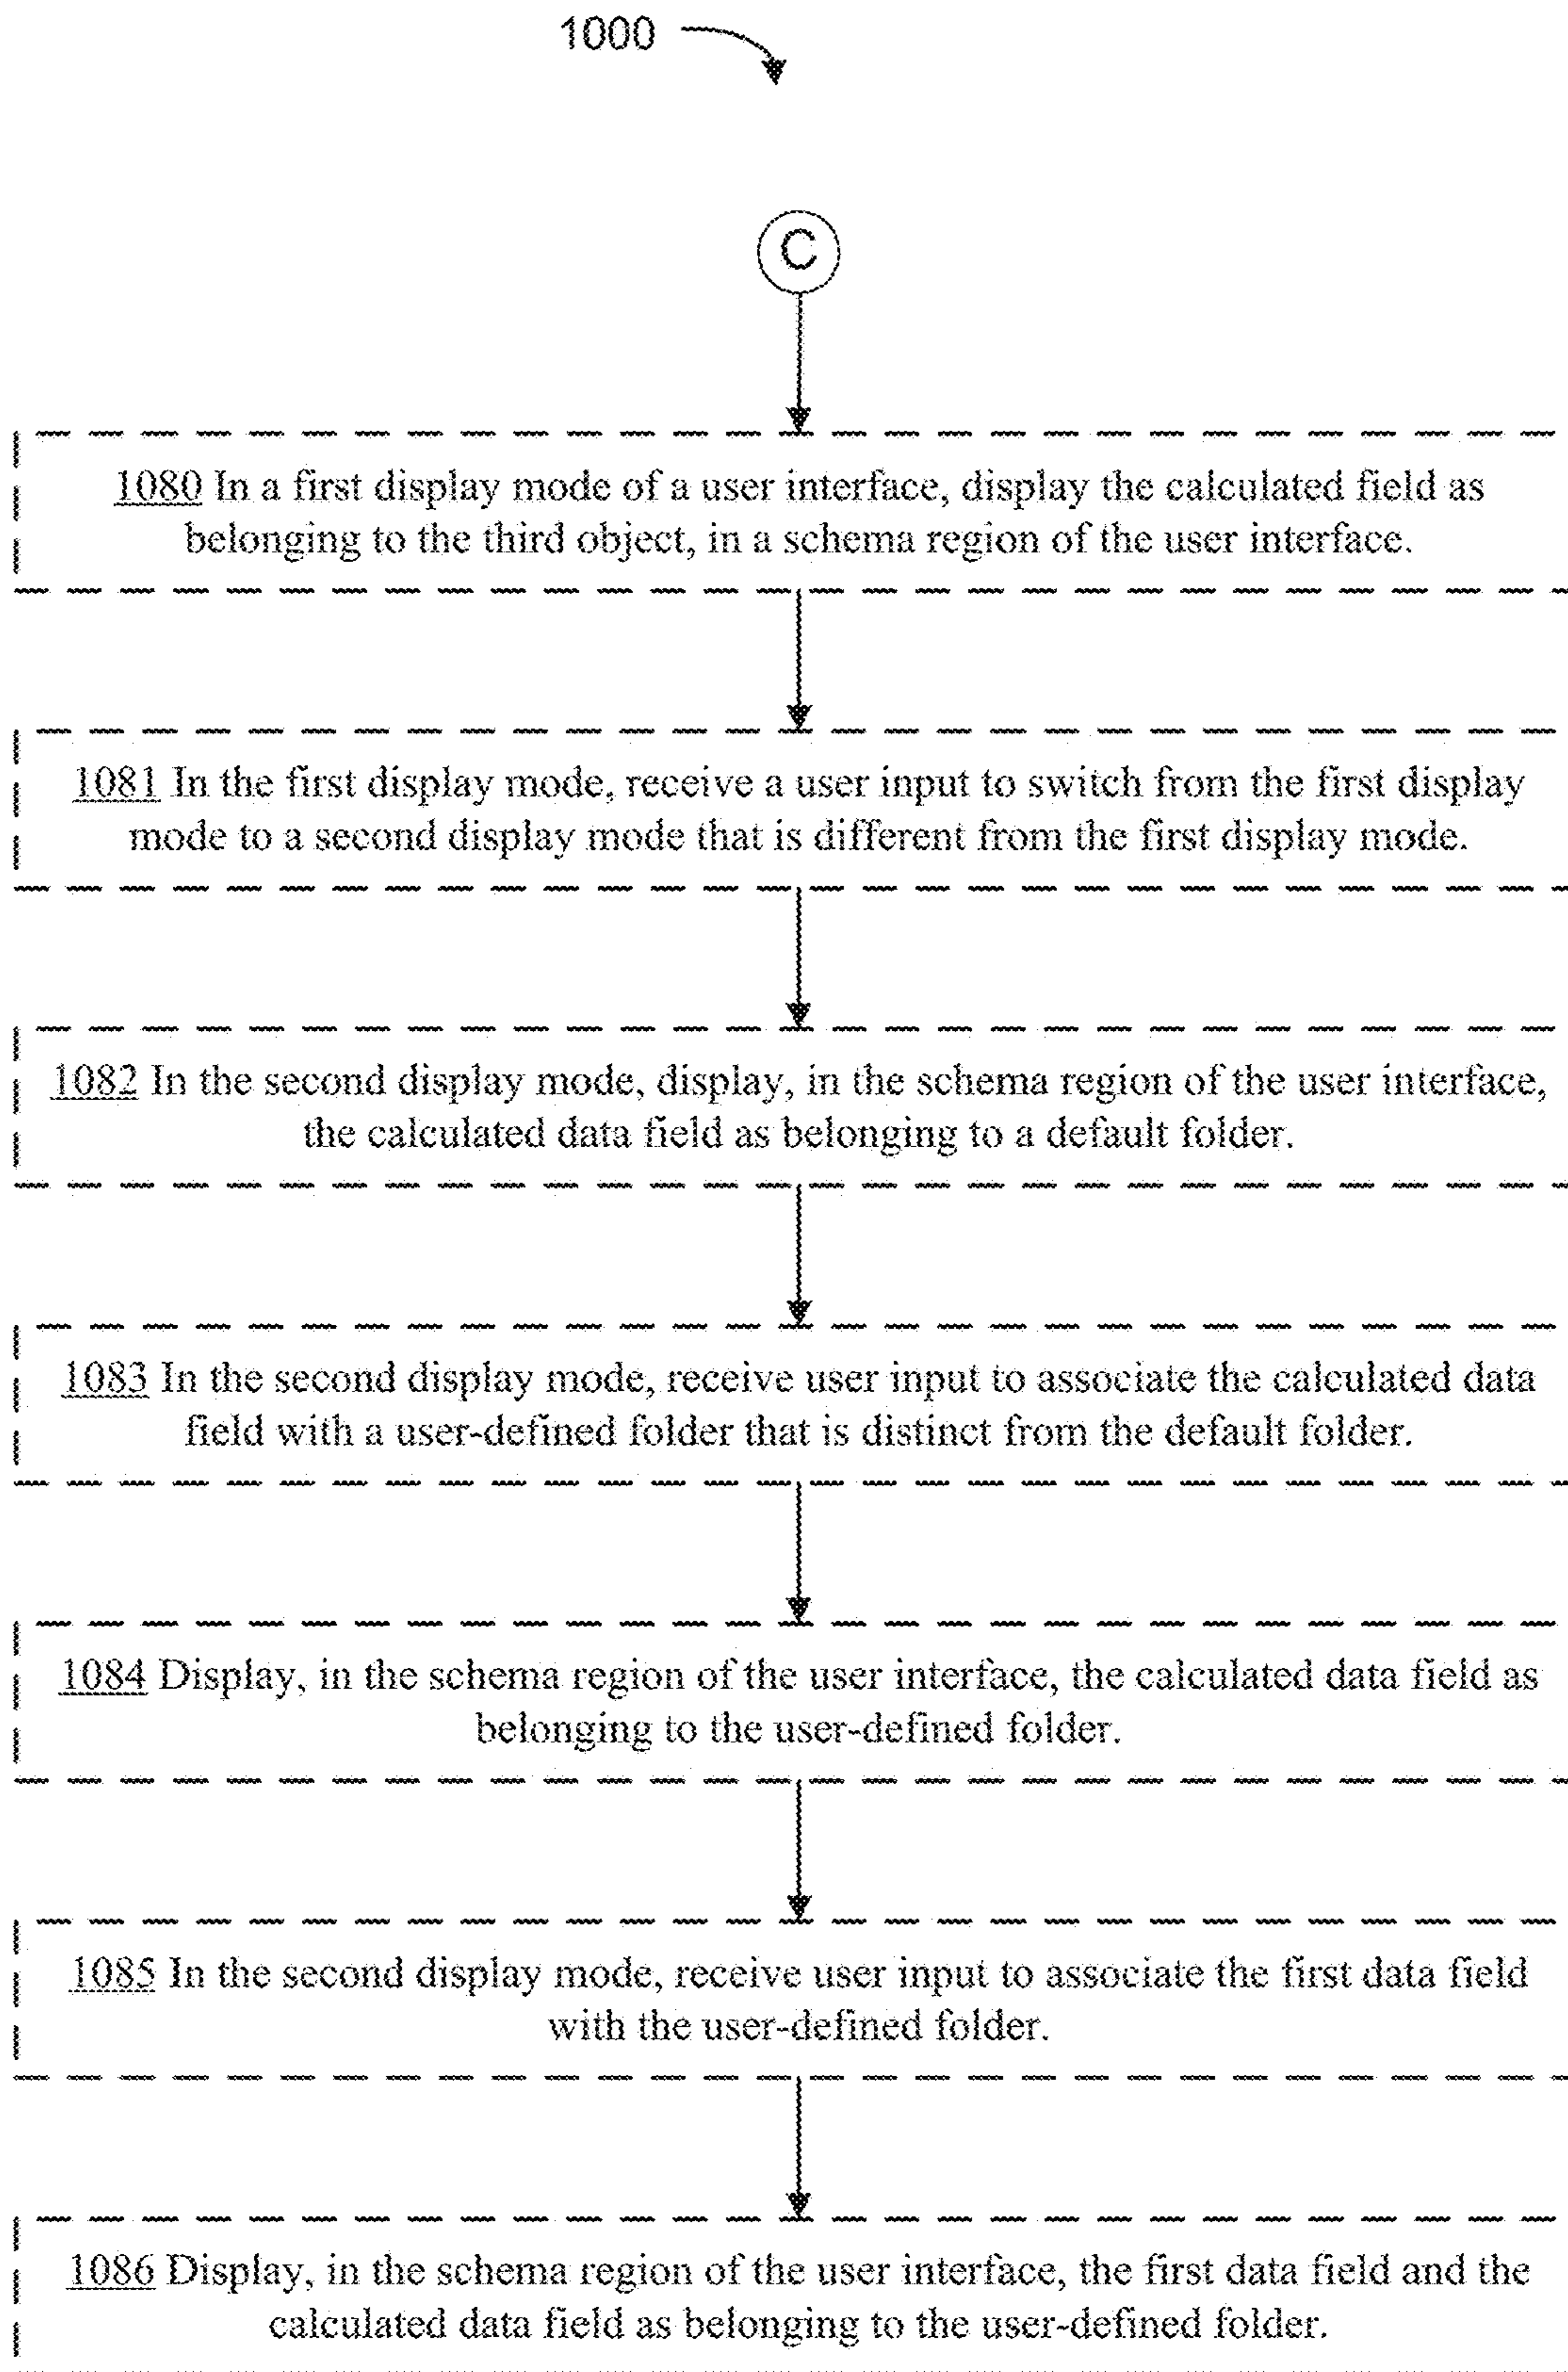 1000
C
1080 In a first display mode of a user interface, display the calculated field as
belonging to the third object, in a schema region of the user interface.
1081 In the first display mode, receive a user input to switch from the first display
mode to a second display mode that is different from the first display mode.
1082 In the second display mode, display, in the schema region of the user interface,
the calculated data field as belonging to a default folder.
1083 In the second display mode, receive user input to associate the calculated data
field with a user-defined folder that is distinct from the default folder.
1084 Display, in the schema region of the user interface, the calculated data field as
belonging to the user-defined folder.
1085 In the second display mode, receive user input to associate the first data field
with the user-defined folder.
1086 Display, in the schema region of the user interface, the first data field and the
calculated data field as belonging to the user-defined folder.